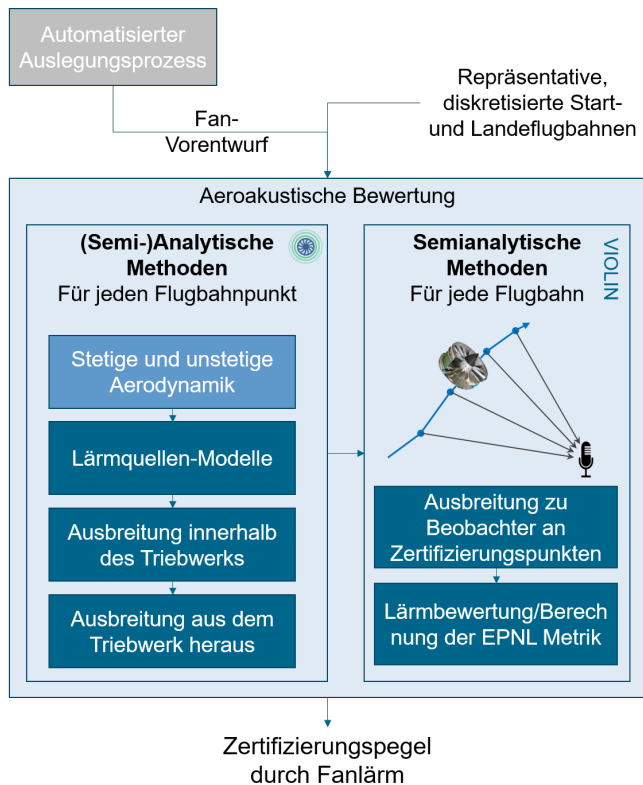 Automatisierter
Auslegungsprozess
Repräsentative,
diskretisierte Start-
und Landeflugbahnen
Fan-
Vorentwurf
Aeroakustische Bewertung
(Semi-)Analytische
Methoden
Für jeden Flugbahnpunkt
Stetige und unstetige
Aerodynamik
Lärmquellen-Modelle
Ausbreitung innerhalb
des Triebwerks
Ausbreitung aus dem
Triebwerk heraus
Semianalytische
Methoden
Für jede Flugbahn
VIOLIN
Ausbreitung zu
Beobachter an
Zertifizierungspunkten
Lärmbewertung/Berech
nung der EPNL Metrik
Zertifizierungspegel
durch Fanlärm